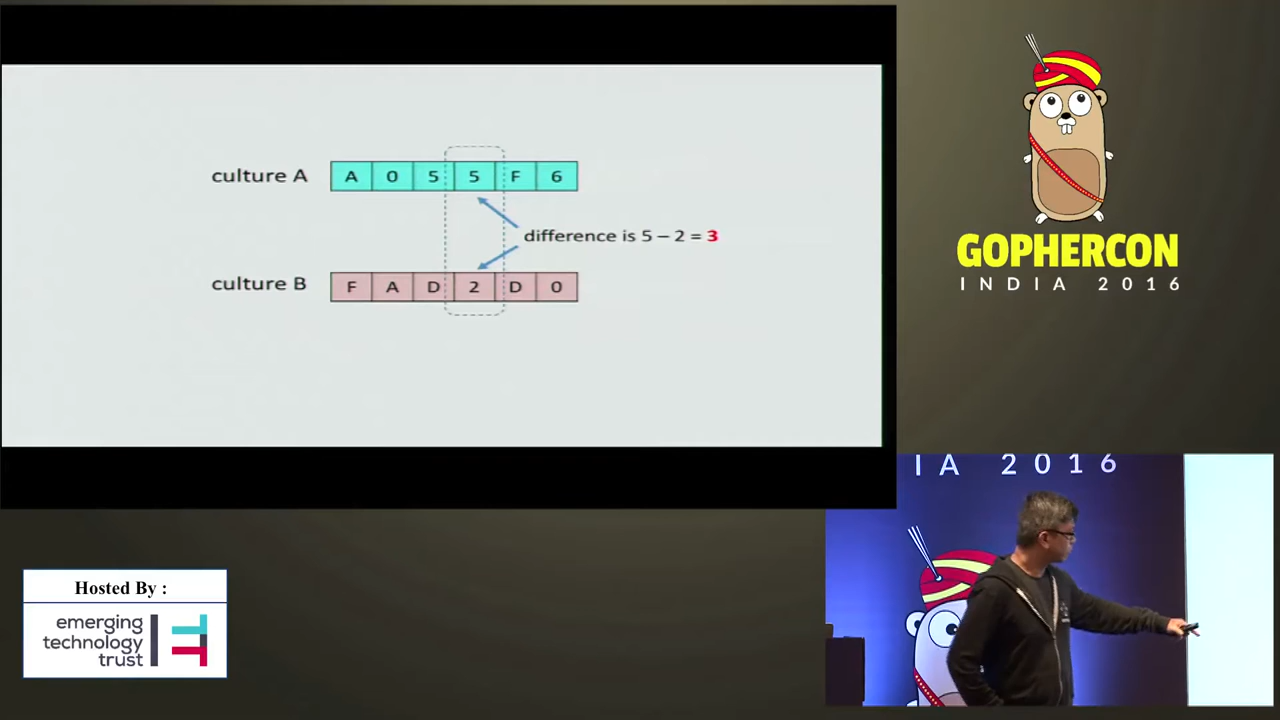 culture A A 0 5 5 F 6
difference is 5 – 2 = 3
culture B F A D 2 D 0
GOPHERCON
INDIA 2016
IA 2016
Hosted By :
emerging
technology
trust